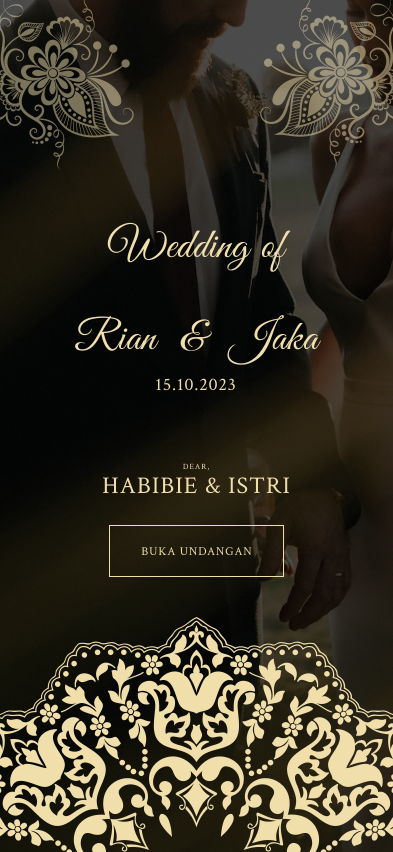 Wedding of
Rian & Jaka
15.10.2023
DEAR,
HABIBIE & ISTRI
BUKA UNDANGAN